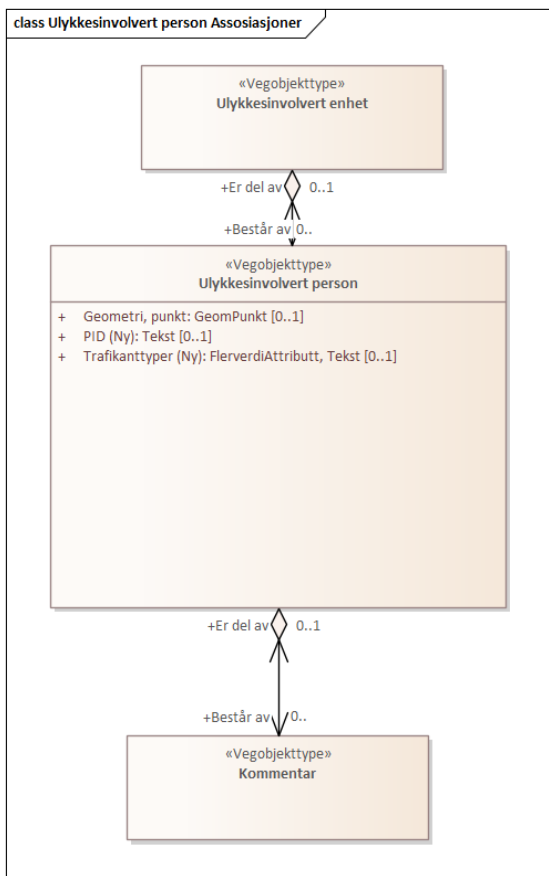 class Ulykkesinvolvert person Assosiasjoner
«Vegobjekttype»
Ulykkesinvolvert enhet
+Er del av 0..1
+Består av 0..
«Vegobjekttype»
Ulykkesinvolvert person
+ Geometri, punkt: GeomPunkt [0..1]
+ PID (Ny): Tekst [0..1]
+ Trafikanttyper (Ny): FlerverdiAttributt, Tekst [0..1]
+Er del av 0..1
+Består av 0..
«Vegobjekttype»
Kommentar